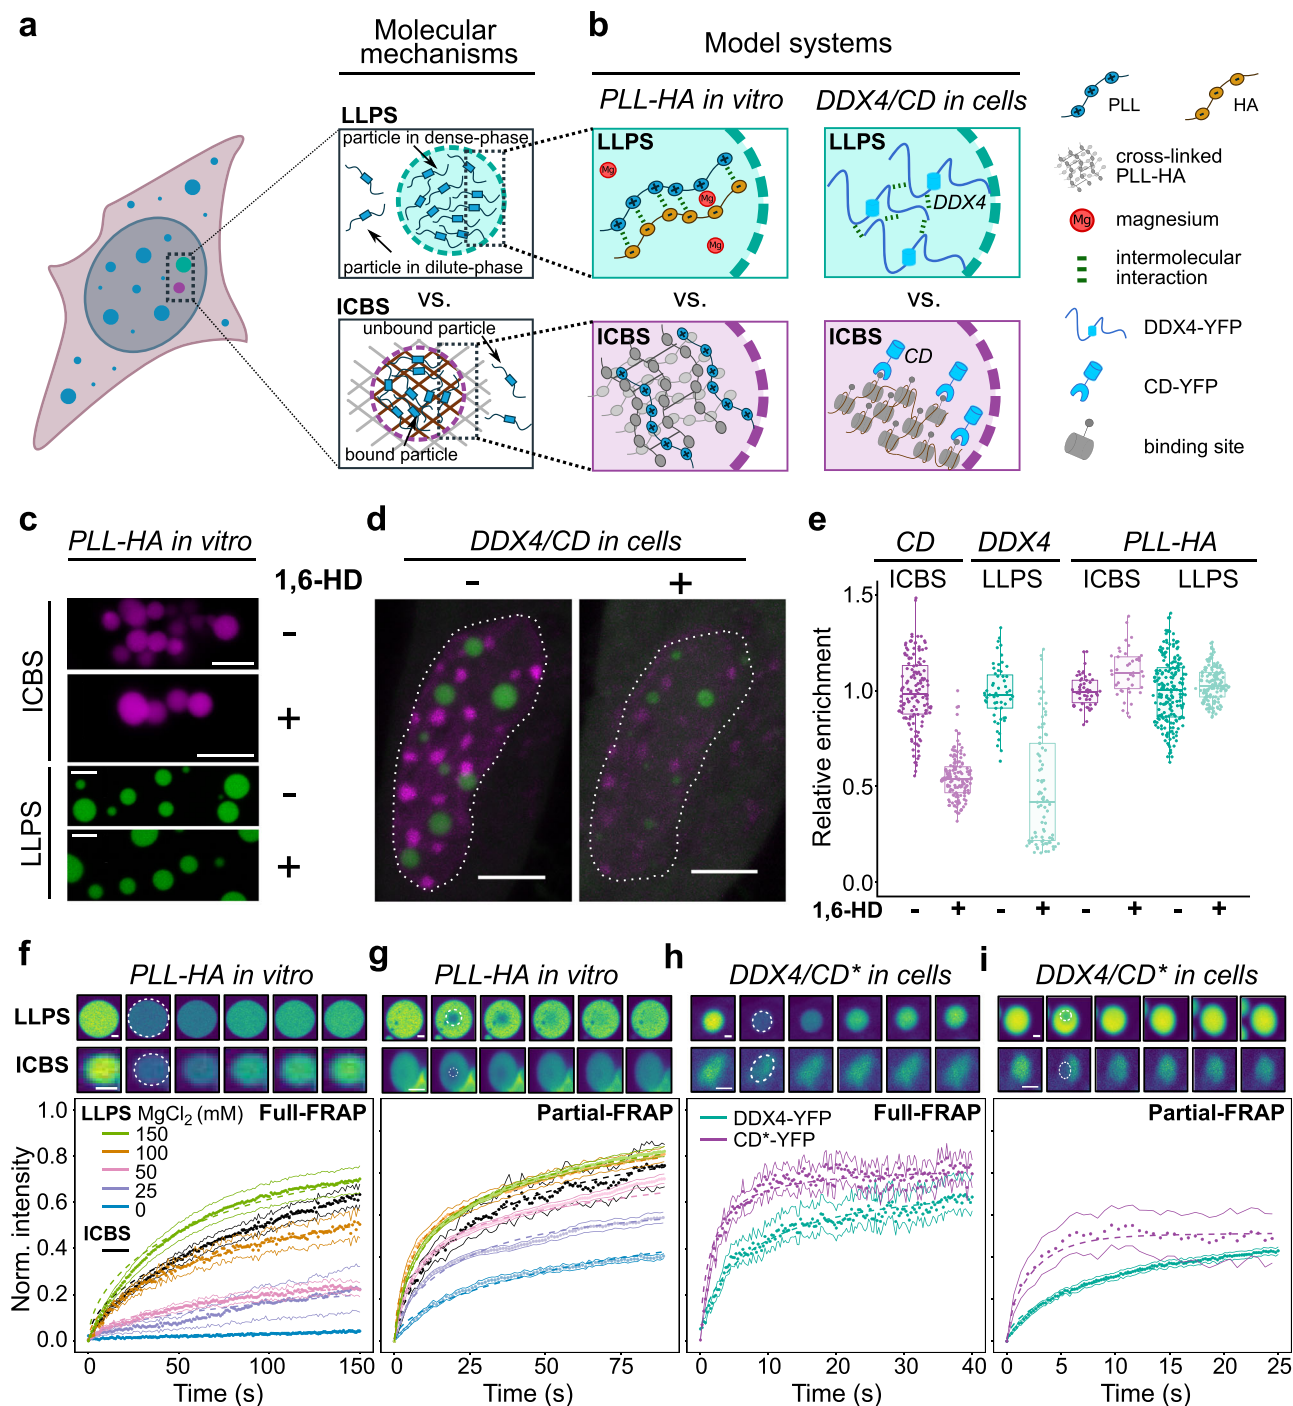 a
Molecular
mechanisms
b
Model systems
PLL-HA in vitro
DDX4/CD in cells
LLPS
particle in dense-phase
particle in dilute-phase
vs.
ICBS
unbound particle
bound particle
LLPS
Mg
Mg
Mg
vs.
ICBS
LLPS
DDX4
vs.
ICBS
CD
PLL
HA
cross-linked
PLL-HA
Mg
magnesium
intermolecular
interaction
DDX4-YFP
CD-YFP
binding site
c
PLL-HA in vitro
1,6-HD
ICBS
-
+
LLPS
-
+
d
DDX4/CD in cells
- +
e
CD DDX4 PLL-HA
ICBS LLPS ICBS LLPS
Relative enrichment
1.5
1.0
0.5
0.0
1,6-HD - + - + - + - +
f
PLL-HA in vitro
g
PLL-HA in vitro
h
DDX4/CD* in cells
i
DDX4/CD* in cells
LLPS
ICBS
Norm. intensity
1.0
0.8
0.6
0.4
0.2
0.0
LLPS MgCl2 (mM)
150
100
50
25
0
ICBS
Full-FRAP
0 50 100 150
Time (s)
Partial-FRAP
0 25 50 75
Time (s)
DDX4-YFP
CD*-YFP
Full-FRAP
0 10 20 30 40
Time (s)
Partial-FRAP
0 5 10 15 20 25
Time (s)